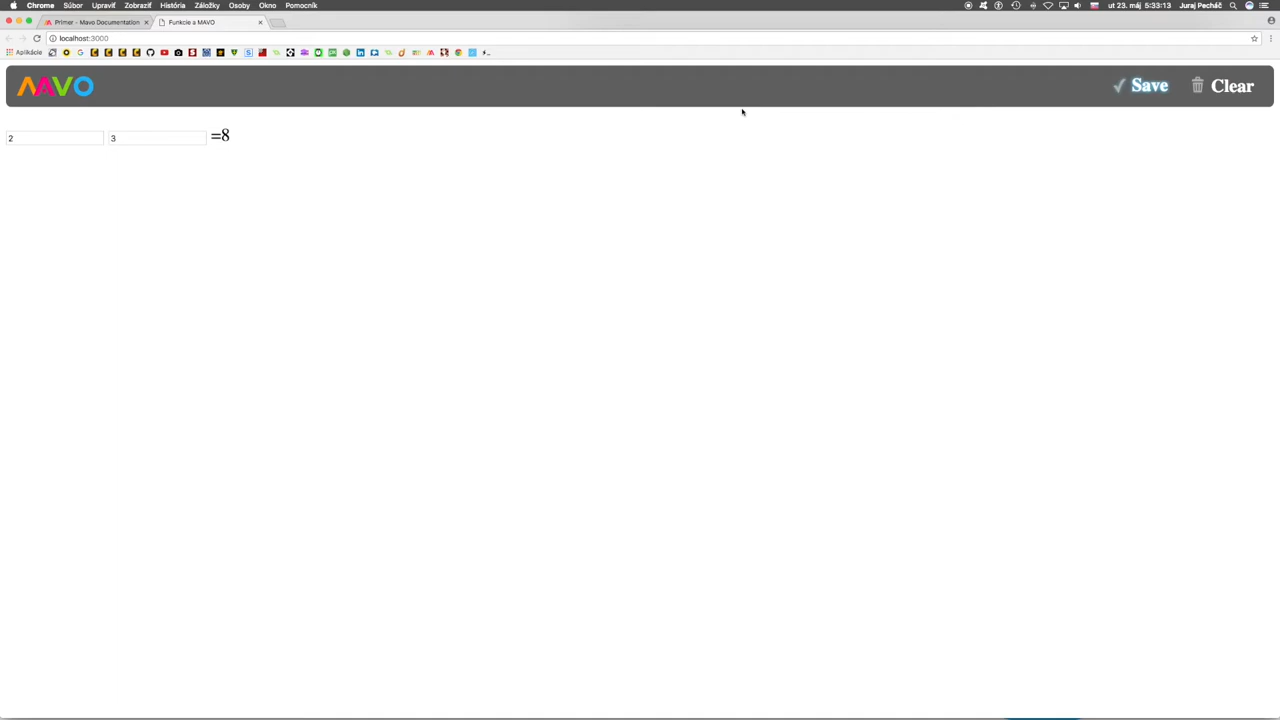 Chrome Súbor Upraviť Zobraziť História Záložky Osoby Okno Pomocník ut 23. máj 5:33:13 Juraj Pecháč
Primer - Mavo Documentation Funkcie a MAVO
localhost:3000
Aplikácie
MAVO Save Clear
2 3 =8